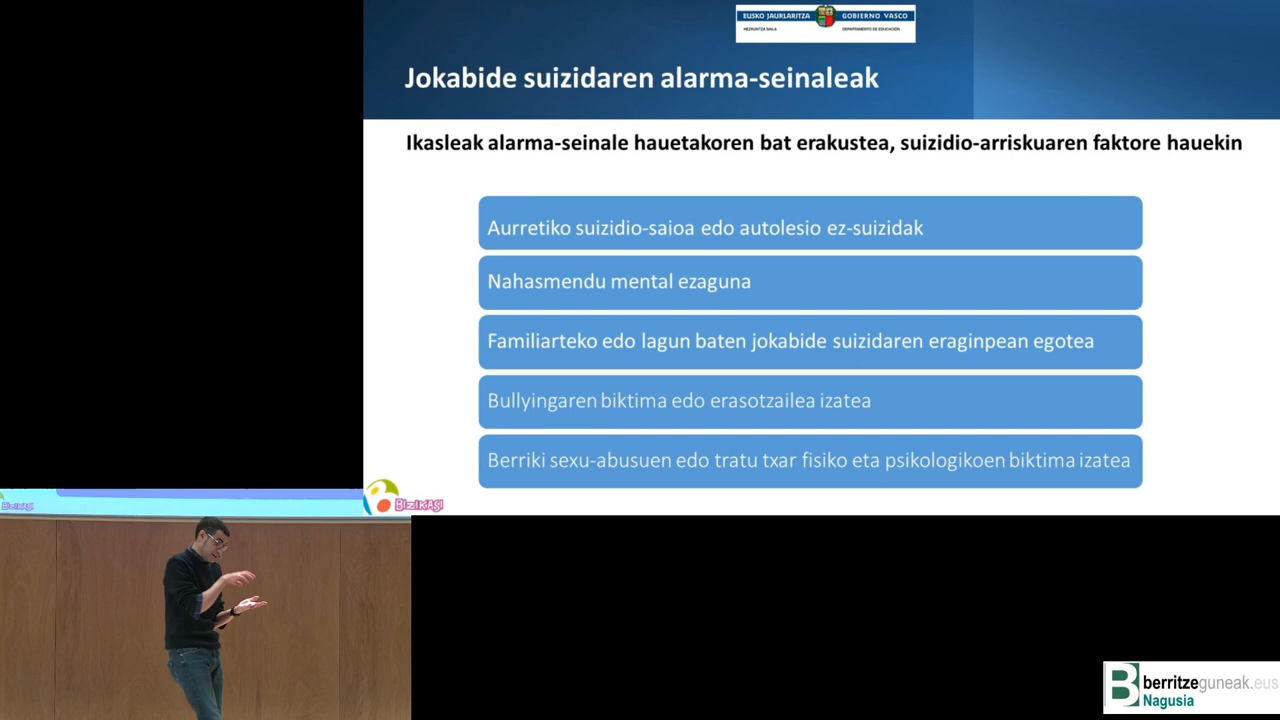 EUSKO JAURLARITZA
GOBIERNO VASCO
HEZKUNTZA SAILA
DEPARTAMENTO DE EDUCACIÓN
Jokabide suizidaren alarma-seinaleak
Ikasleak alarma-seinale hauetakoren bat erakustea, suizidio-arriskuaren faktore hauekin
Aurretiko suizidio-saioa edo autolesio ez-suizidak
Nahasmendu mental ezaguna
Familiarteko edo lagun baten jokabide suizidaren eraginpean egotea
Bullyingaren biktima edo erasotzailea izatea
Berriki sexu-abusuen edo tratu txar fisiko eta psikologikoen biktima izatea
BiZiKASi
BiZiKASi
berritzeguneak.eus
Nagusia